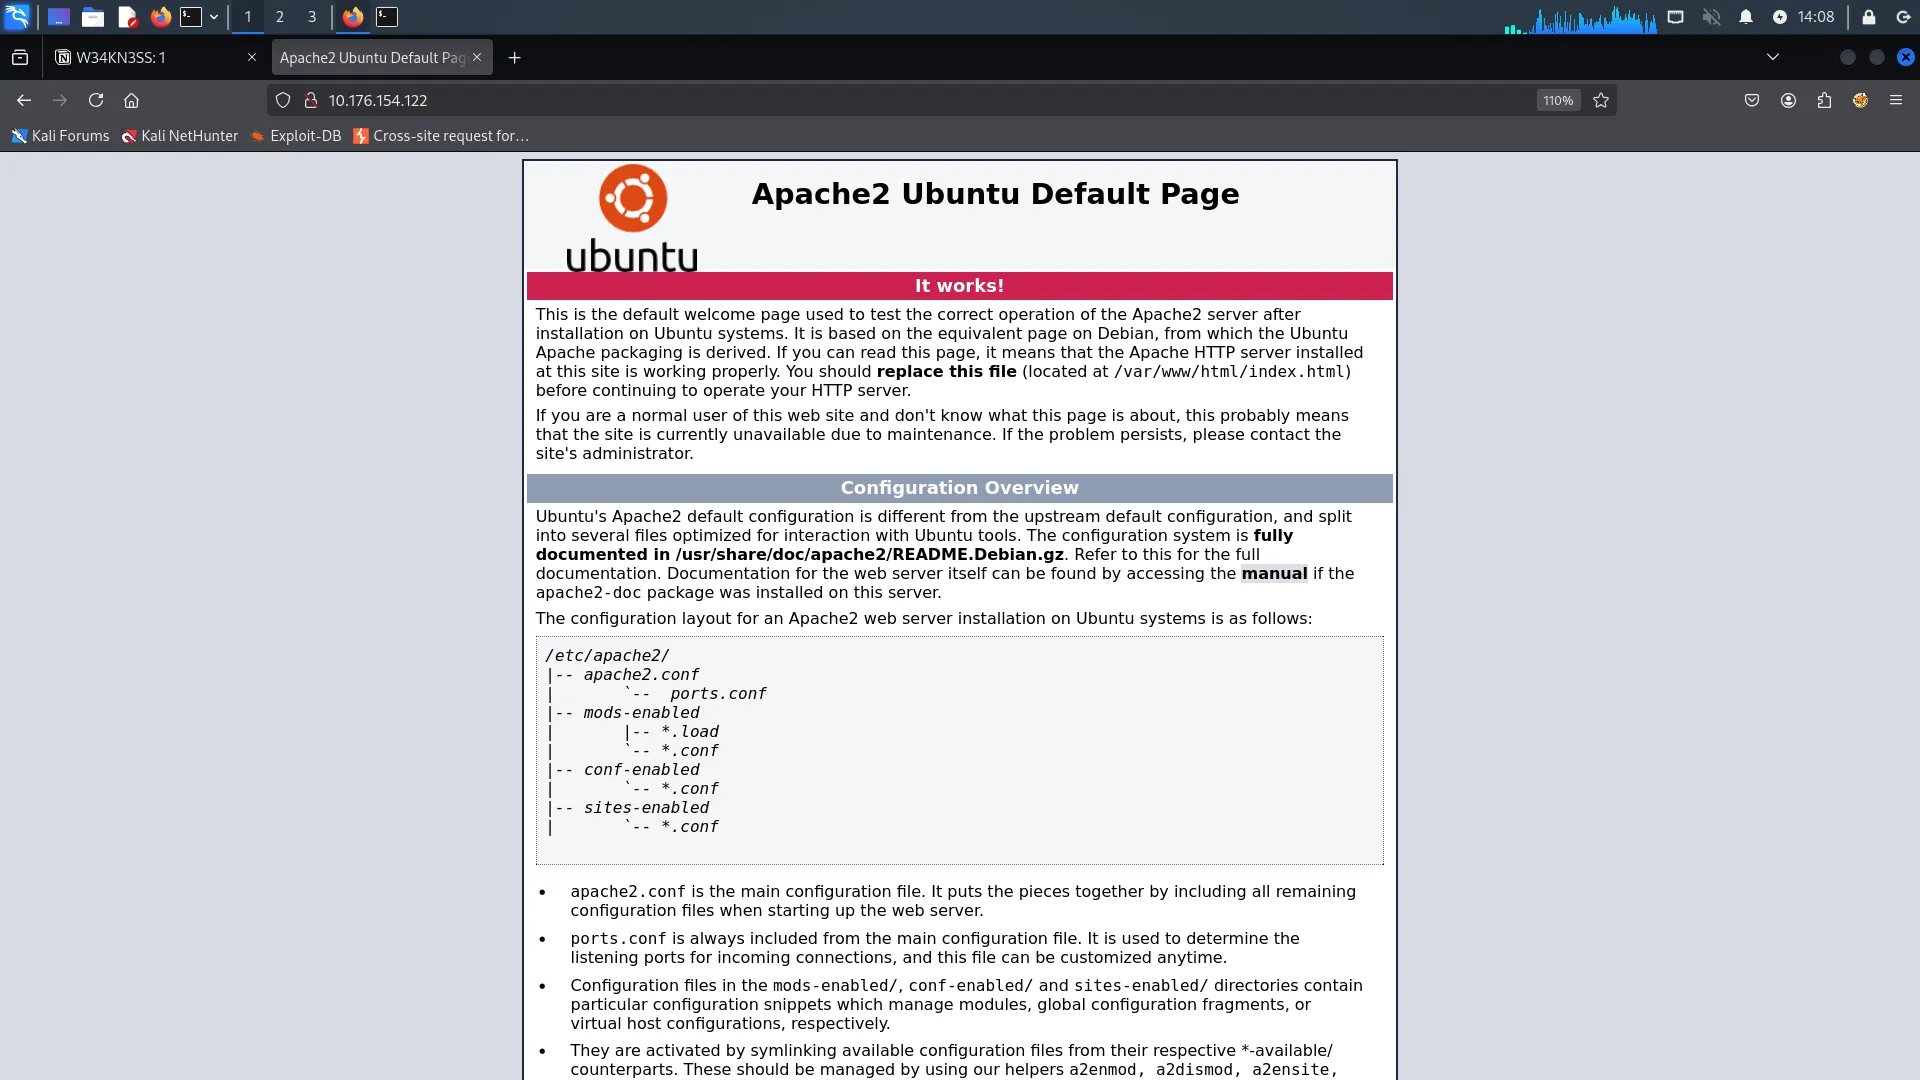 1
2
3
14:08
W34KN3SS: 1
Apache2 Ubuntu Default Pag
10.176.154.122
110%
Kali Forums
Kali NetHunter
Exploit-DB
Cross-site request for…
ubuntu
Apache2 Ubuntu Default Page
It works!
This is the default welcome page used to test the correct operation of the Apache2 server after
installation on Ubuntu systems. It is based on the equivalent page on Debian, from which the Ubuntu
Apache packaging is derived. If you can read this page, it means that the Apache HTTP server installed
at this site is working properly. You should replace this file (located at /var/www/html/index.html)
before continuing to operate your HTTP server.
If you are a normal user of this web site and don't know what this page is about, this probably means
that the site is currently unavailable due to maintenance. If the problem persists, please contact the
site's administrator.
Configuration Overview
Ubuntu's Apache2 default configuration is different from the upstream default configuration, and split
into several files optimized for interaction with Ubuntu tools. The configuration system is fully
documented in /usr/share/doc/apache2/README.Debian.gz. Refer to this for the full
documentation. Documentation for the web server itself can be found by accessing the manual if the
apache2-doc package was installed on this server.
The configuration layout for an Apache2 web server installation on Ubuntu systems is as follows:
/etc/apache2/
|-- apache2.conf
|       `--  ports.conf
|-- mods-enabled
|       |-- *.load
|       `-- *.conf
|-- conf-enabled
|       `-- *.conf
|-- sites-enabled
|       `-- *.conf
• apache2.conf is the main configuration file. It puts the pieces together by including all remaining
configuration files when starting up the web server.
• ports.conf is always included from the main configuration file. It is used to determine the
listening ports for incoming connections, and this file can be customized anytime.
• Configuration files in the mods-enabled/, conf-enabled/ and sites-enabled/ directories contain
particular configuration snippets which manage modules, global configuration fragments, or
virtual host configurations, respectively.
• They are activated by symlinking available configuration files from their respective *-available/
counterparts. These should be managed by using our helpers a2enmod, a2dismod, a2ensite,